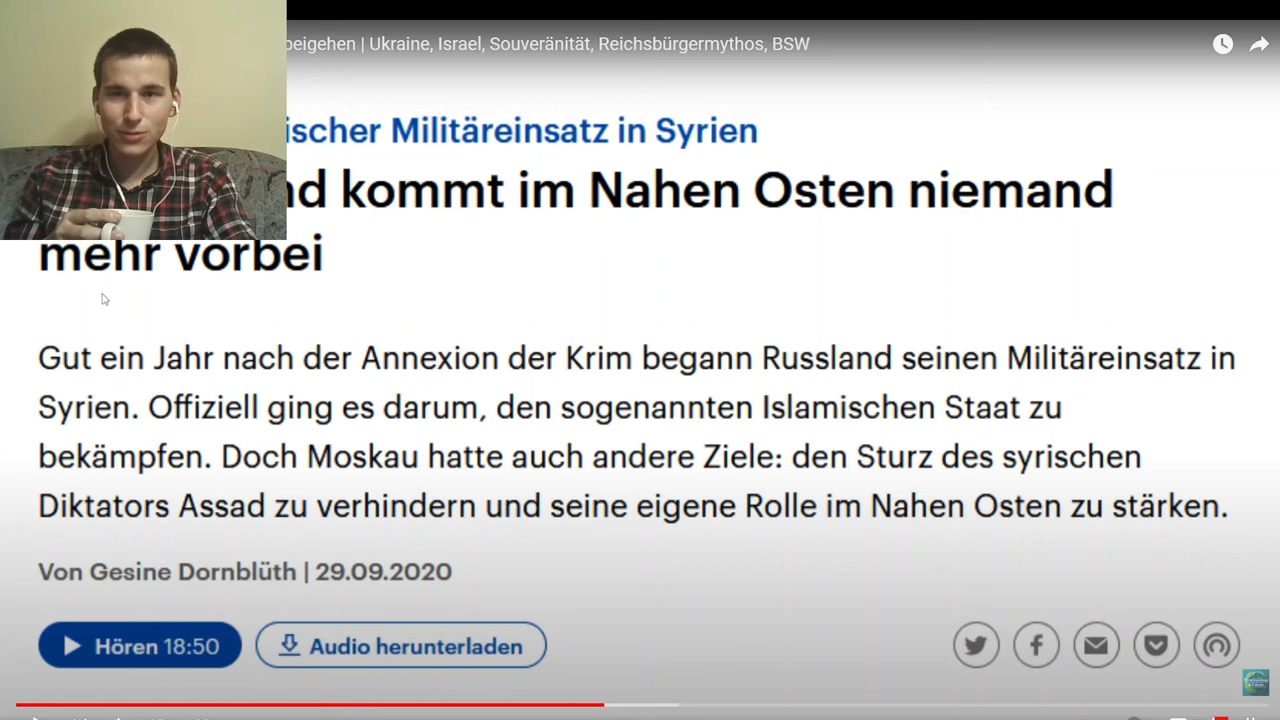 beigehen | Ukraine, Israel, Souveränität, Reichsbürgermythos, BSW
ischer Militäreinsatz in Syrien
nd kommt im Nahen Osten niemand
mehr vorbei
Gut ein Jahr nach der Annexion der Krim begann Russland seinen Militäreinsatz in
Syrien. Offiziell ging es darum, den sogenannten Islamischen Staat zu
bekämpfen. Doch Moskau hatte auch andere Ziele: den Sturz des syrischen
Diktators Assad zu verhindern und seine eigene Rolle im Nahen Osten zu stärken.
Von Gesine Dornblüth | 29.09.2020
Hören 18:50
Audio herunterladen